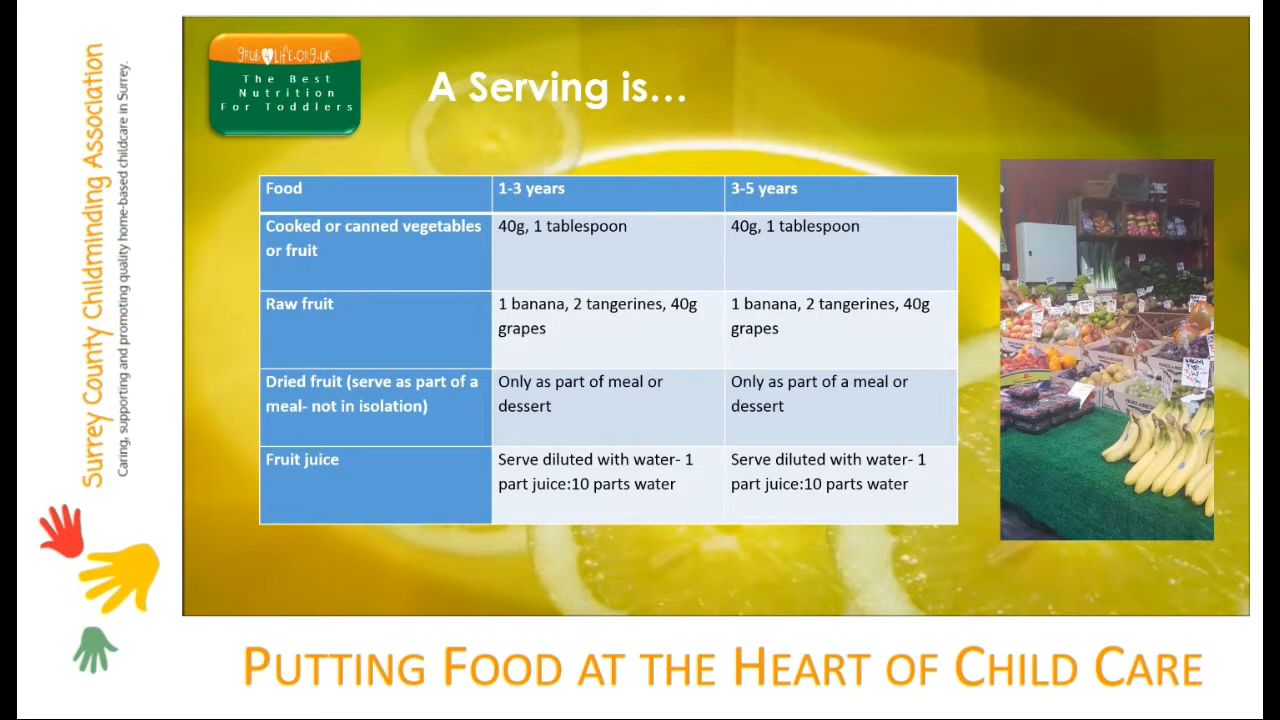 Surrey County Childminding Association
Caring, supporting and promoting quality home-based childcare in Surrey.
grub4life.org.uk
The Best
Nutrition
For Toddlers
A Serving is…
Food
1-3 years
3-5 years
Cooked or canned vegetables
or fruit
40g, 1 tablespoon
40g, 1 tablespoon
Raw fruit
1 banana, 2 tangerines, 40g
grapes
1 banana, 2 tangerines, 40g
grapes
Dried fruit (serve as part of a
meal- not in isolation)
Only as part of meal or
dessert
Only as part of a meal or
dessert
Fruit juice
Serve diluted with water- 1
part juice:10 parts water
Serve diluted with water- 1
part juice:10 parts water
PUTTING FOOD AT THE HEART OF CHILD CARE